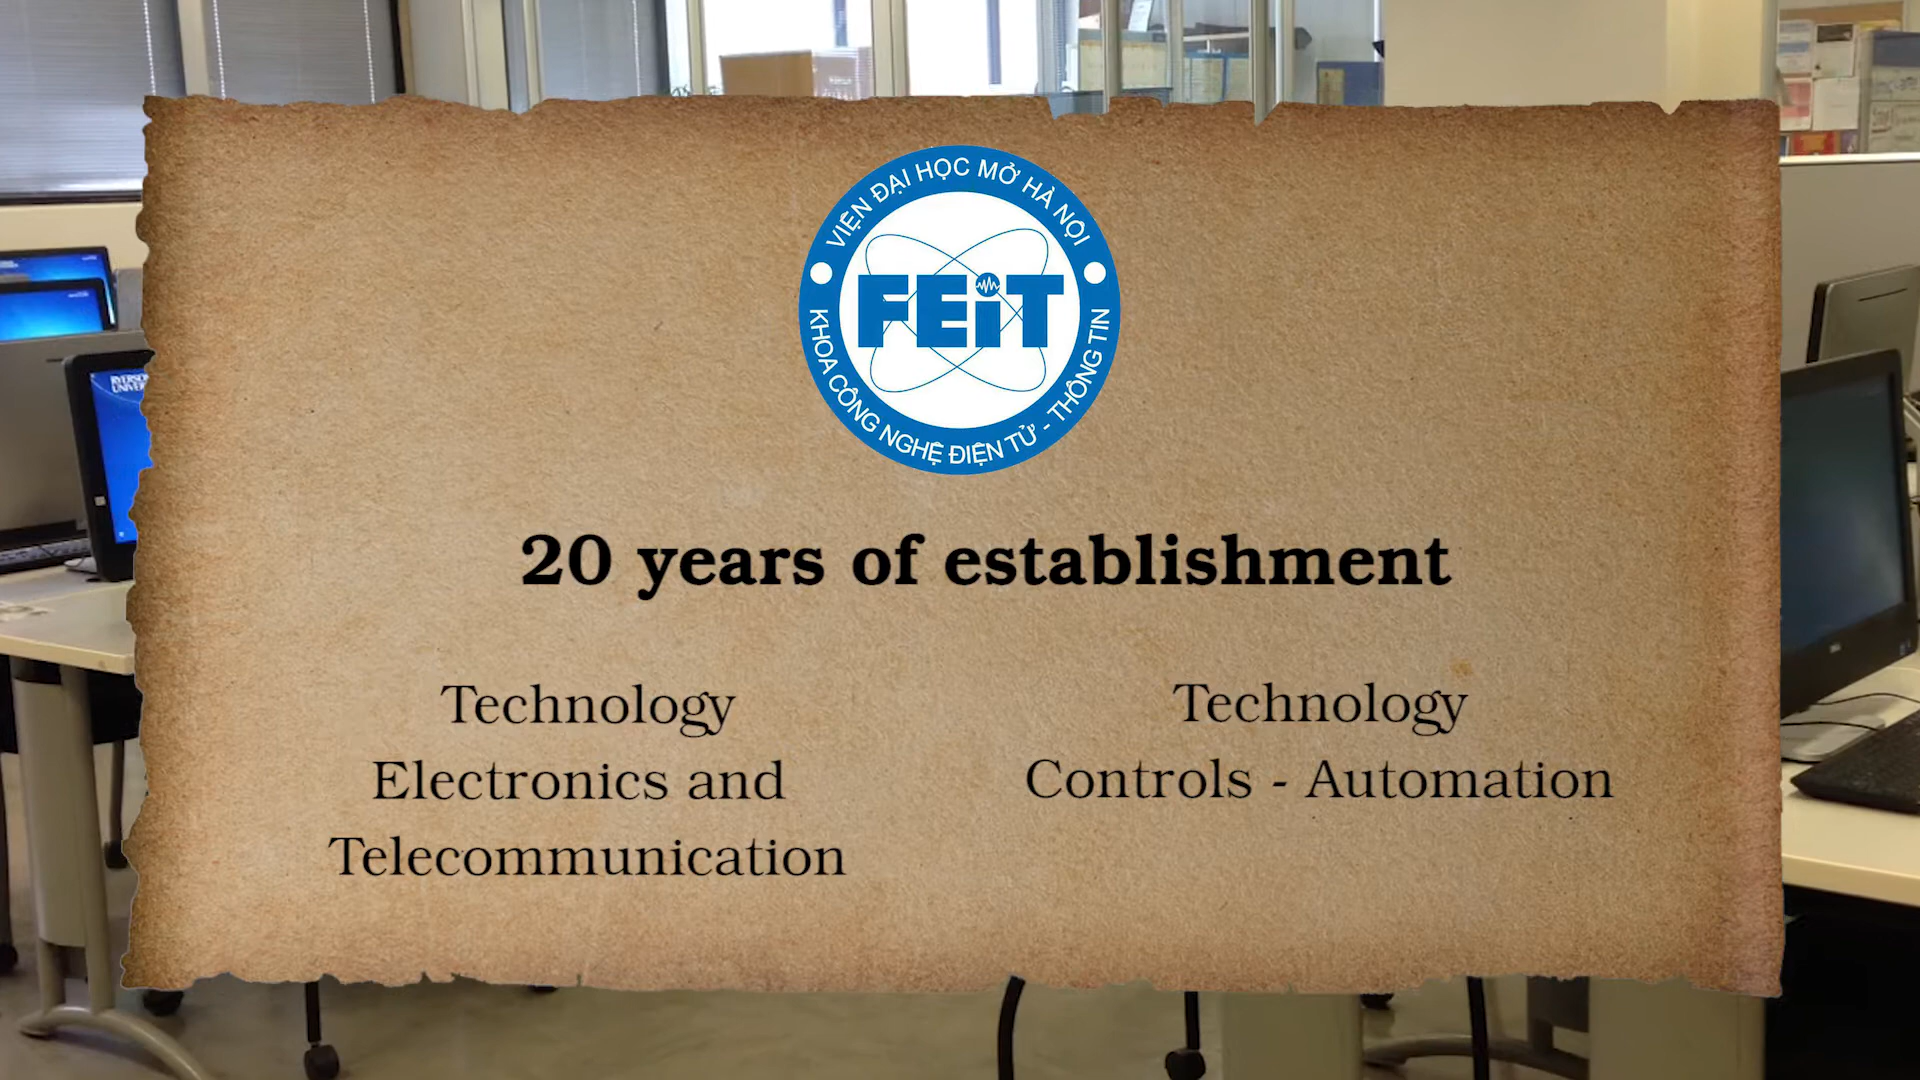 VIỆN ĐẠI HỌC MỞ HÀ NỘI
FEiT
KHOA CÔNG NGHỆ ĐIỆN TỬ - THÔNG TIN
20 years of establishment
Technology
Electronics and
Telecommunication
Technology
Controls - Automation
DELL